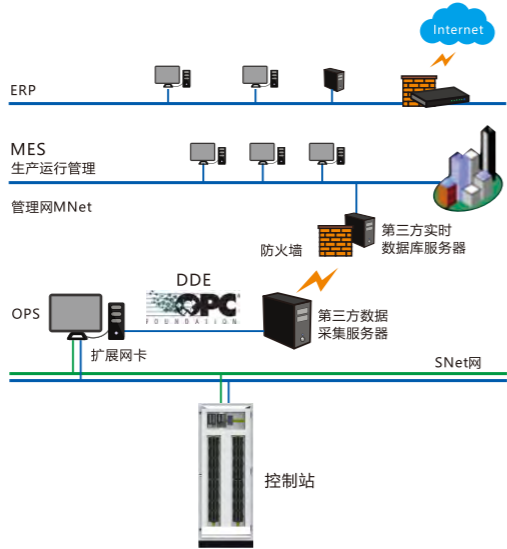 Internet
ERP
MES
生产运行管理
管理网MNet
第三方实时
数据库服务器
防火墙
DDE
OPC
FOUNDATION
OPS
第三方数据
采集服务器
扩展网卡
SNet网
控制站